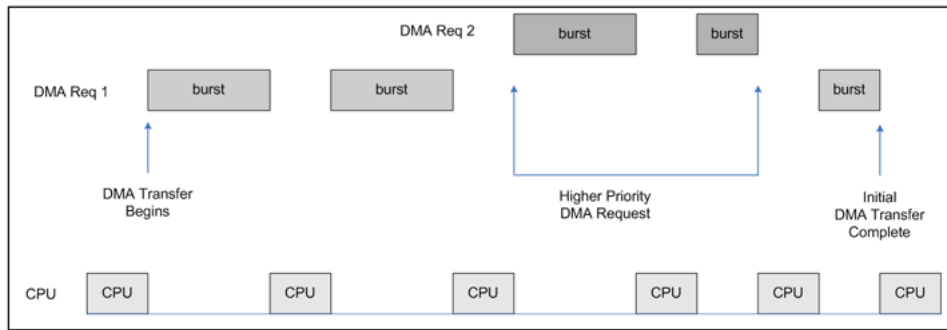 DMA Req 2
burst
burst
DMA Req 1
burst
burst
burst
DMA Transfer
Begins
Higher Priority
DMA Request
Initial
DMA Transfer
Complete
CPU
CPU
CPU
CPU
CPU
CPU
CPU